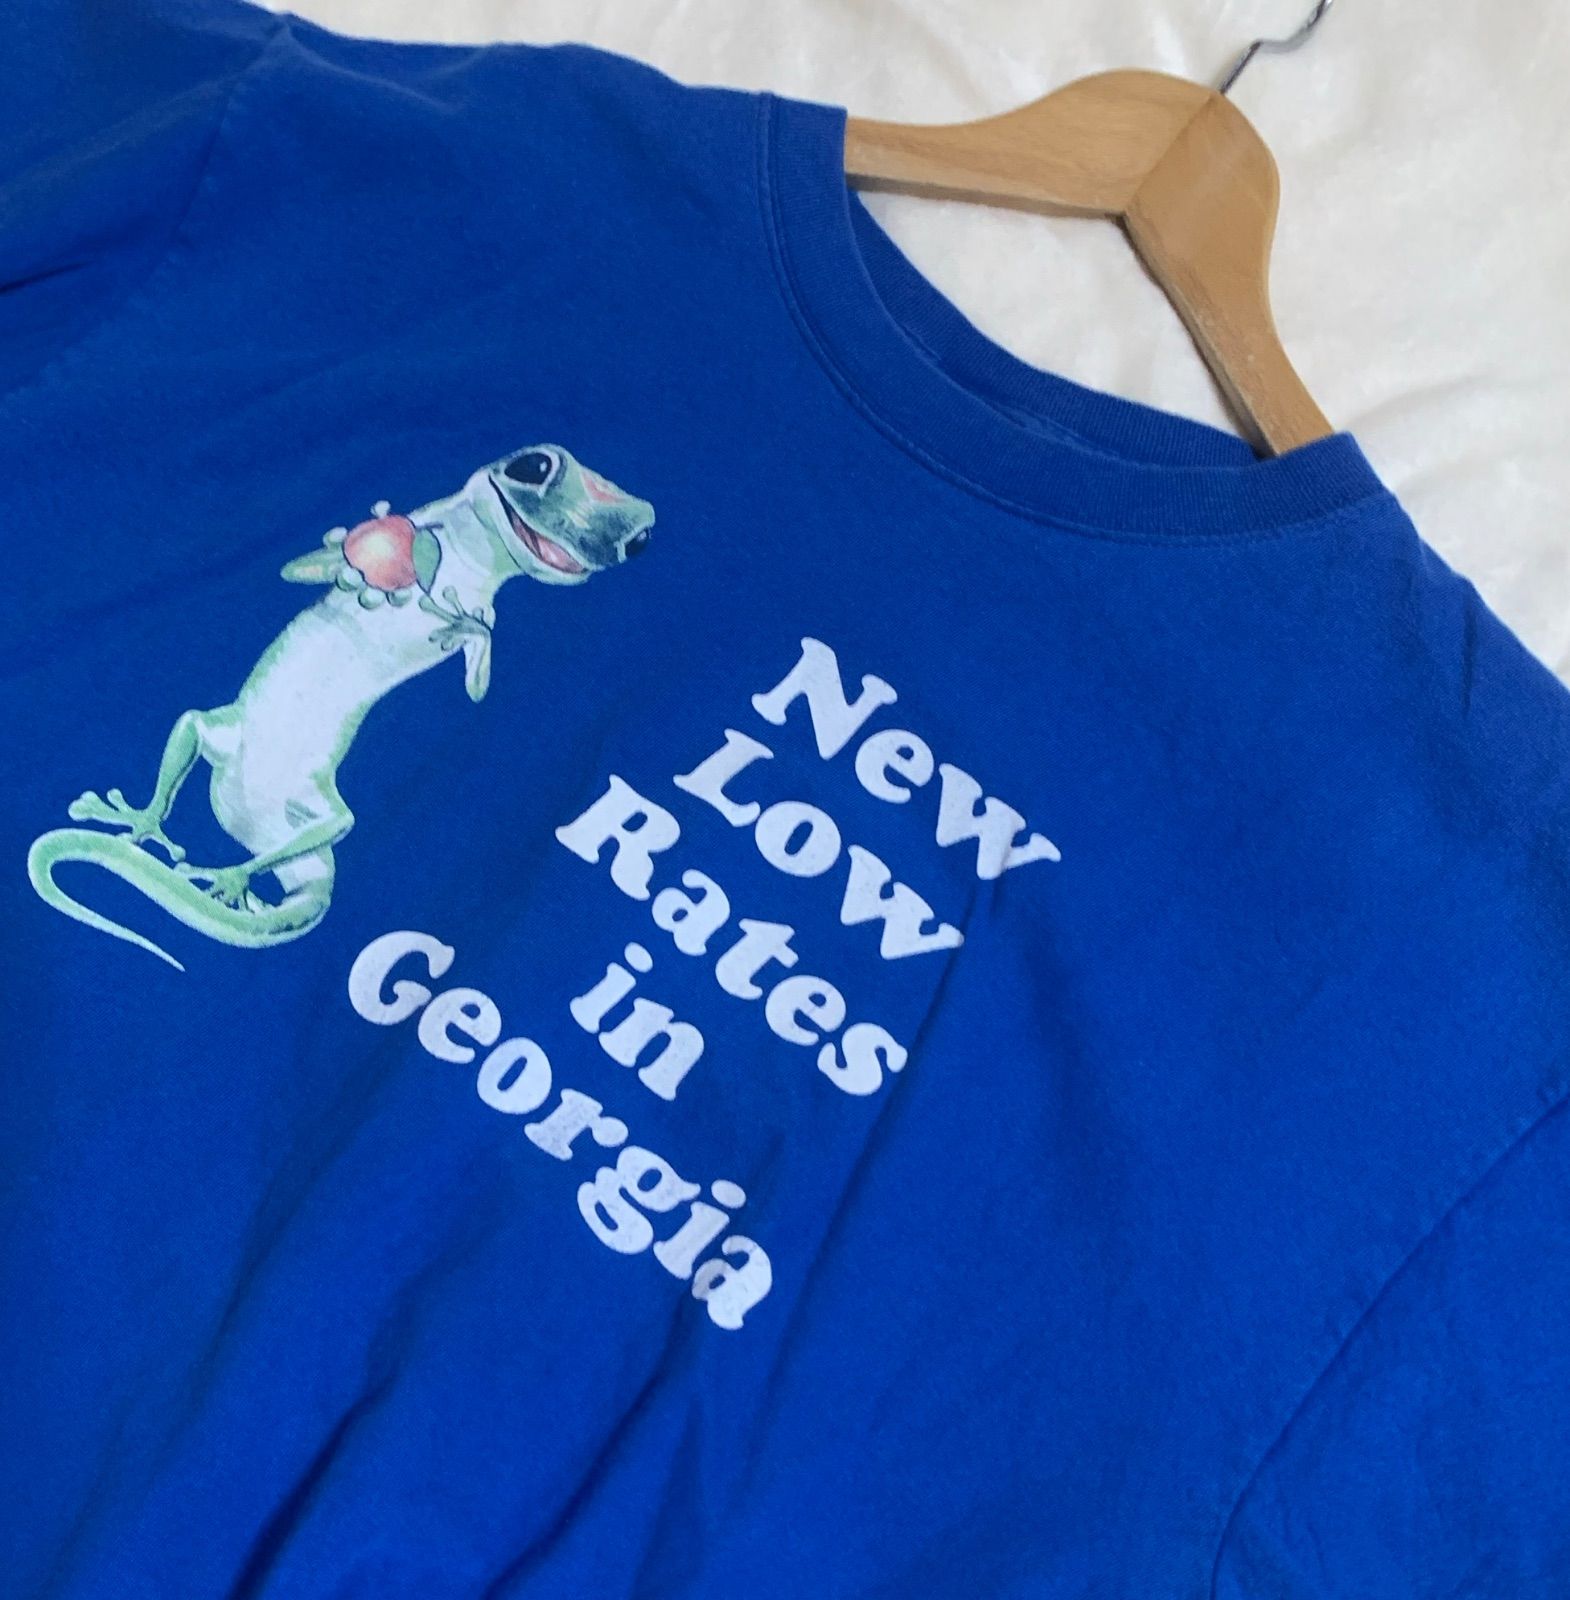 New
Low
Rates
in
Georgia